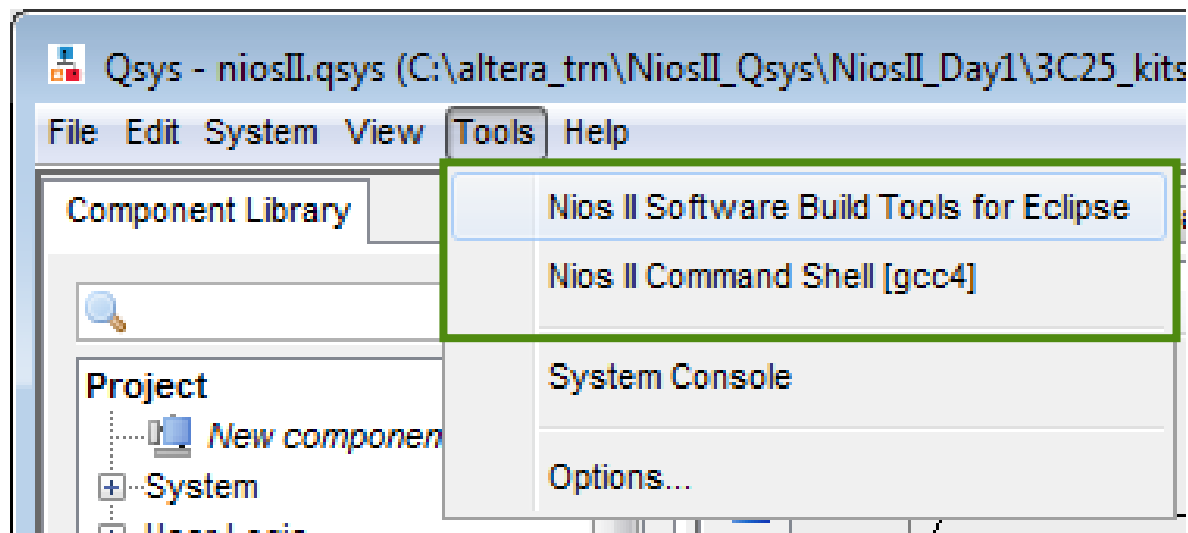 Qsys - niosII.qsys (C:\altera_trn\NiosII_Qsys\NiosII_Day1\3C25_kits
File Edit System View Tools Help
Component Library
Nios II Software Build Tools for Eclipse
Nios II Command Shell [gcc4]
System Console
Options...
Project
New componen
System